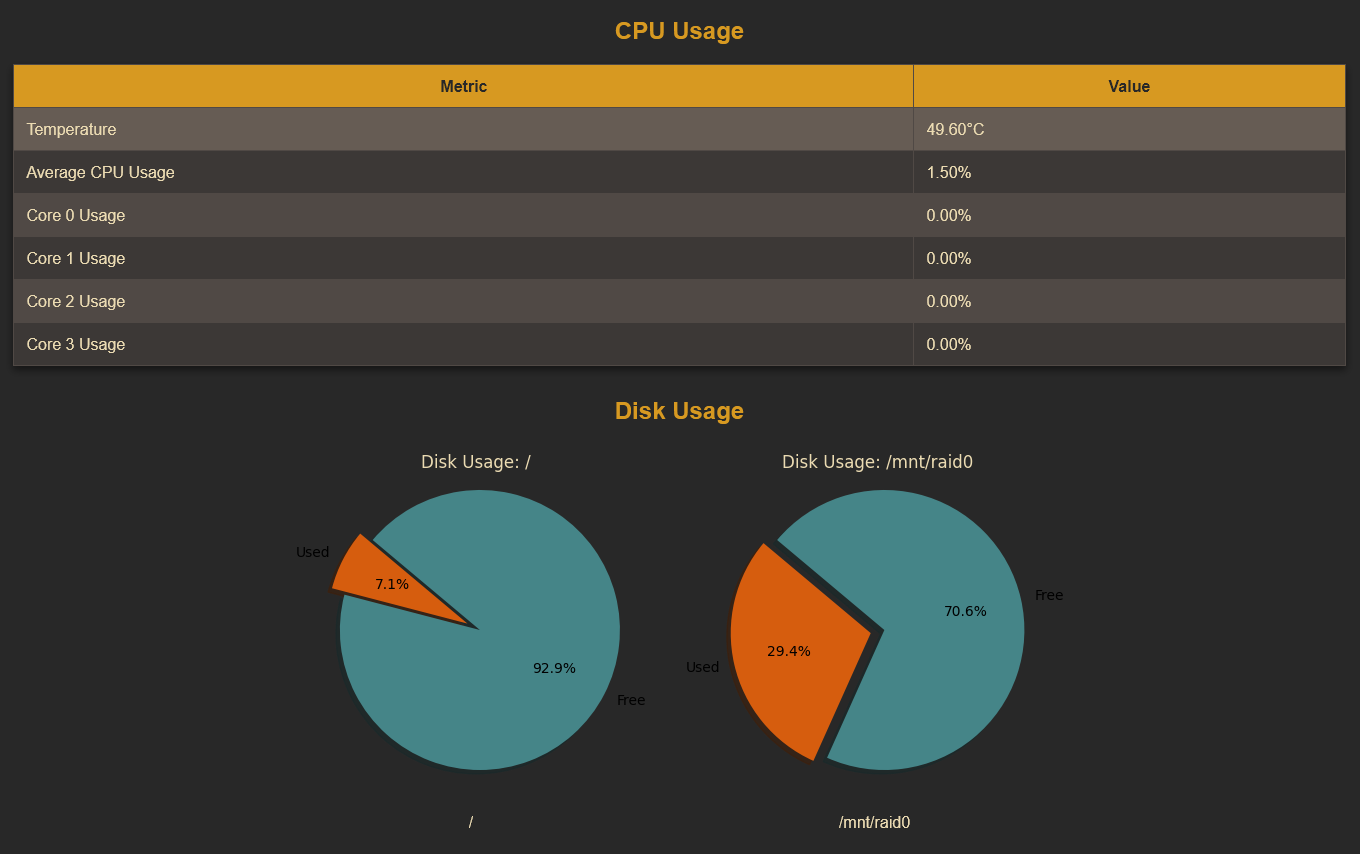 CPU Usage
Metric Value
Temperature 49.60°C
Average CPU Usage 1.50%
Core 0 Usage 0.00%
Core 1 Usage 0.00%
Core 2 Usage 0.00%
Core 3 Usage 0.00%
Disk Usage
Disk Usage: / Disk Usage: /mnt/raid0
Used
7.1%
92.9%
Free
Free
70.6%
29.4%
Used
/ /mnt/raid0